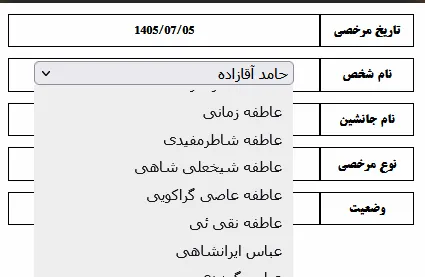 تاریخ مرخصی 1405/07/05
نام شخص حامد آقازاده
عاطفه زمانی
نام جانشین
عاطفه شاطرمفیدی
عاطفه شیخعلی شاهی
نوع مرخصی
عاطفه عاصی گراکویی
وضعیت
عاطفه نقی ئی
عباس ایرانشاهی